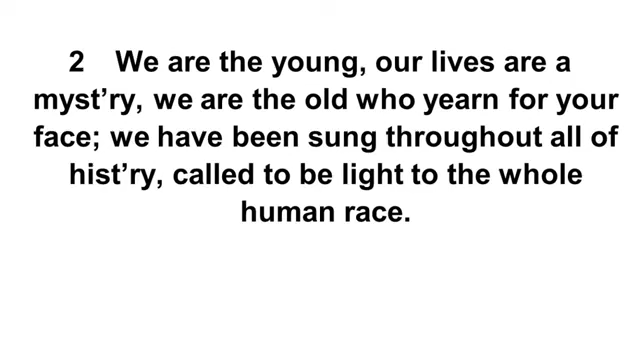 2 We are the young, our lives are a
myst’ry, we are the old who yearn for your
face; we have been sung throughout all of
hist’ry, called to be light to the whole
human race.